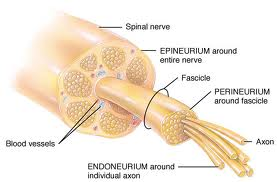 Spinal nerve
EPINEURIUM around
entire nerve
Fascicle
PERINEURIUM
around fascicle
Blood vessels
Axon
ENDONEURIUM around
individual axon